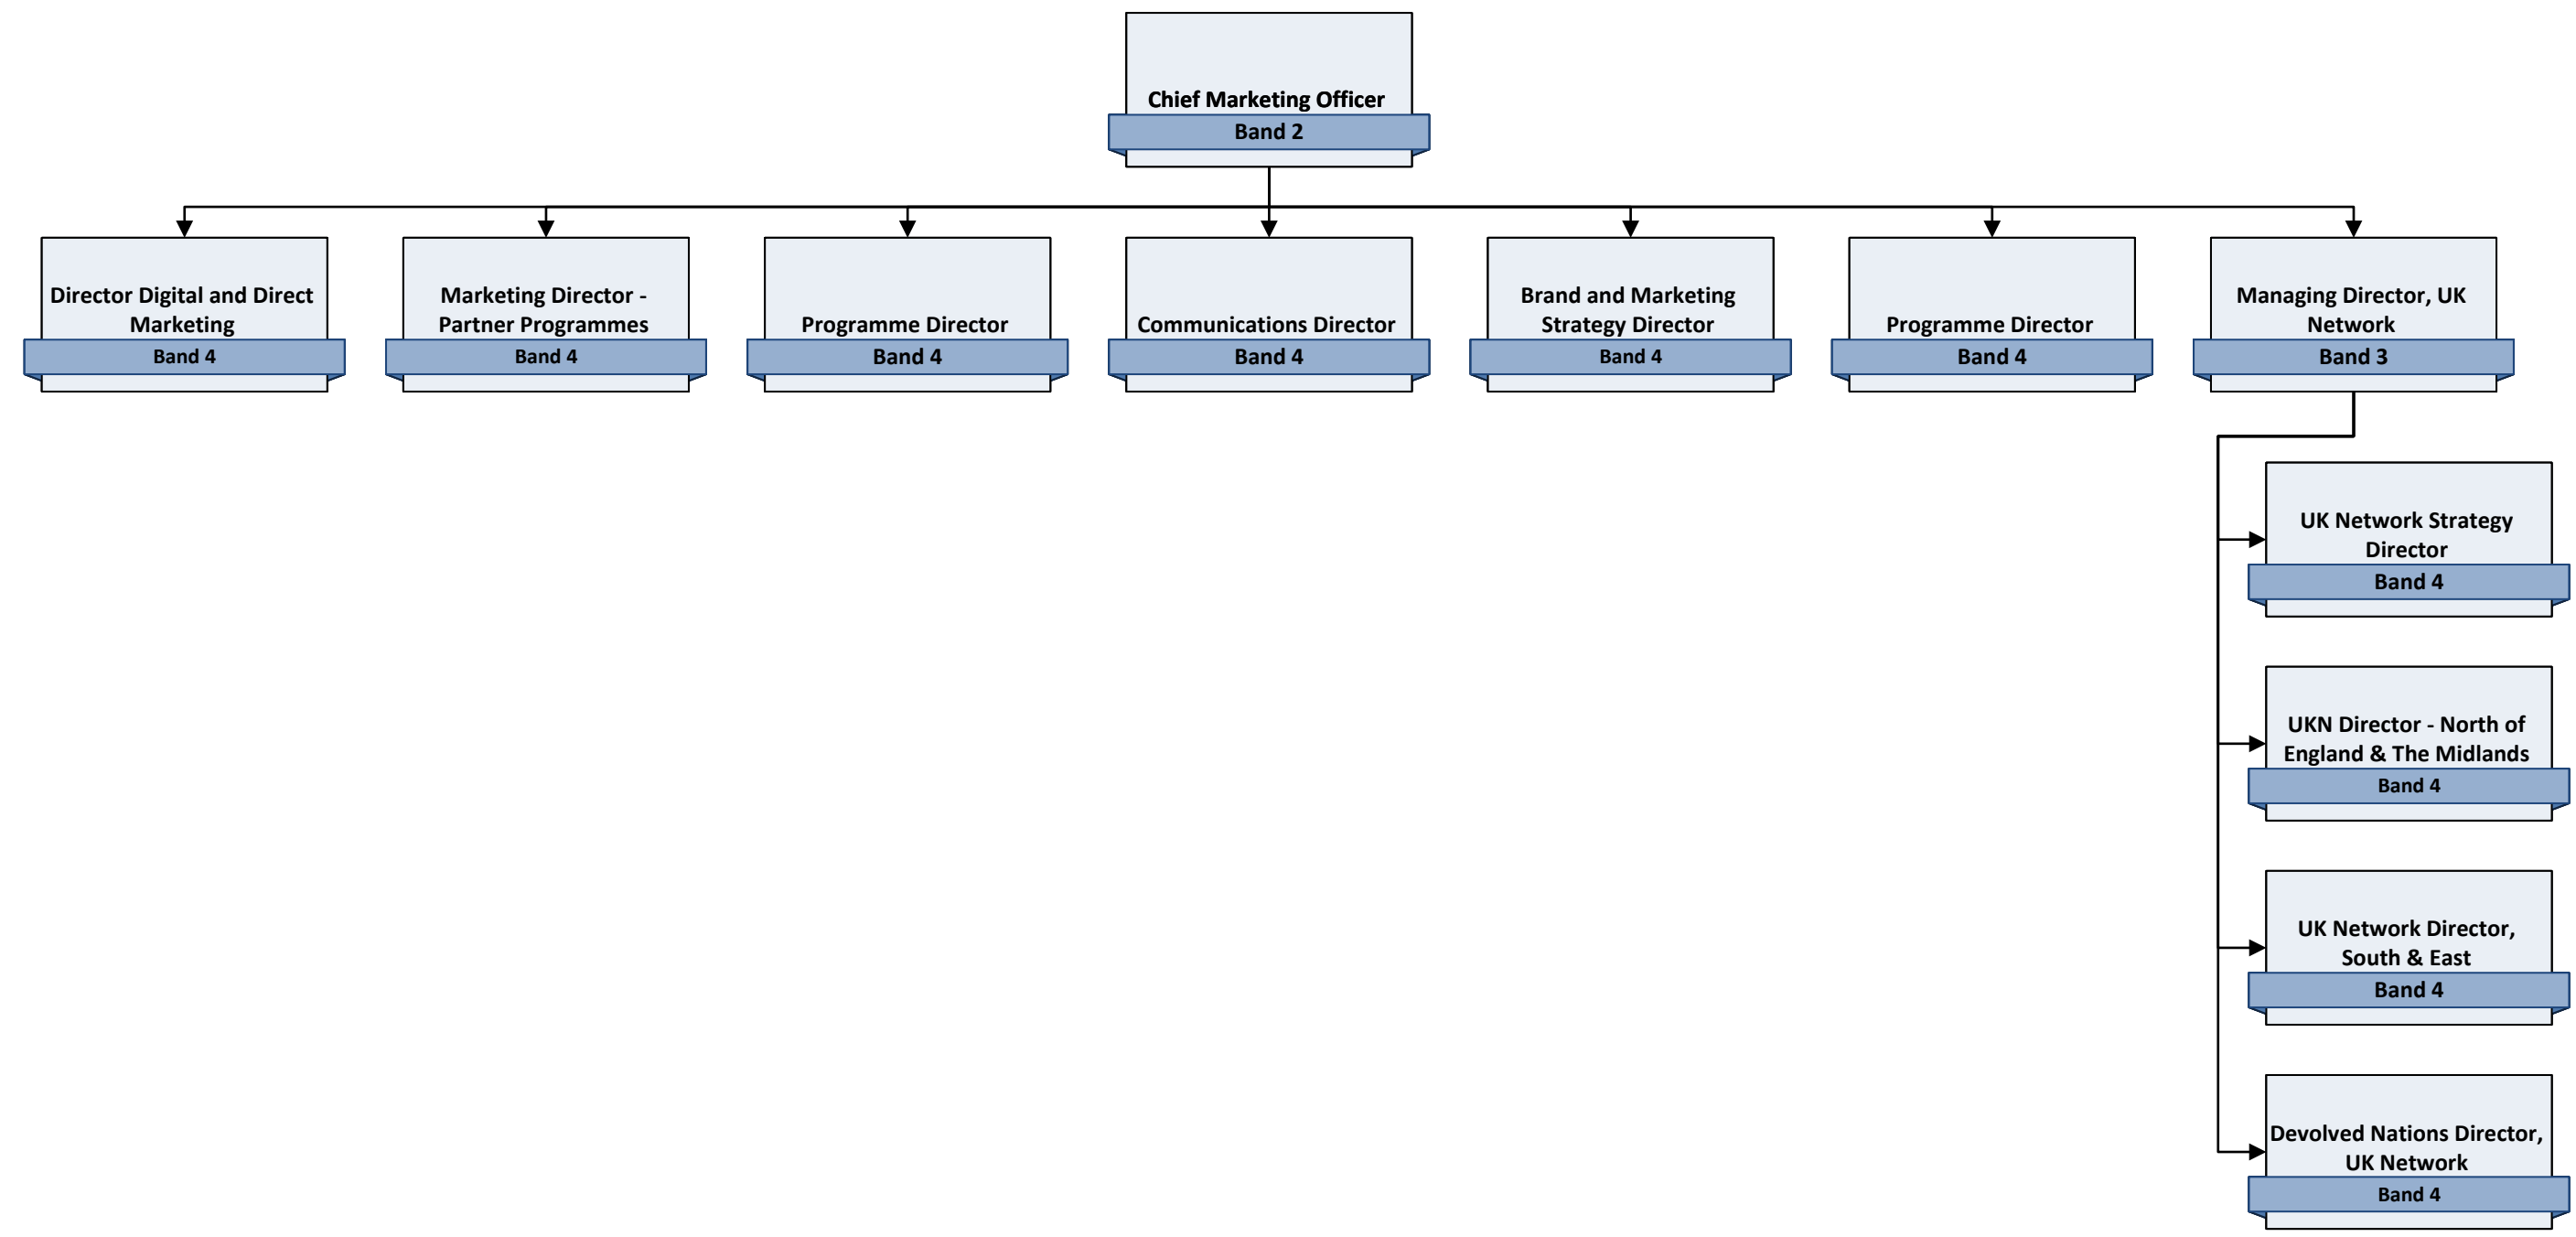 Chief Marketing Officer
Band 2
Director Digital and Direct
Marketing
Band 4
Marketing Director -
Partner Programmes
Band 4
Programme Director
Band 4
Communications Director
Band 4
Brand and Marketing
Strategy Director
Band 4
Programme Director
Band 4
Managing Director, UK
Network
Band 3
UK Network Strategy
Director
Band 4
UKN Director - North of
England & The Midlands
Band 4
UK Network Director,
South & East
Band 4
Devolved Nations Director,
UK Network
Band 4